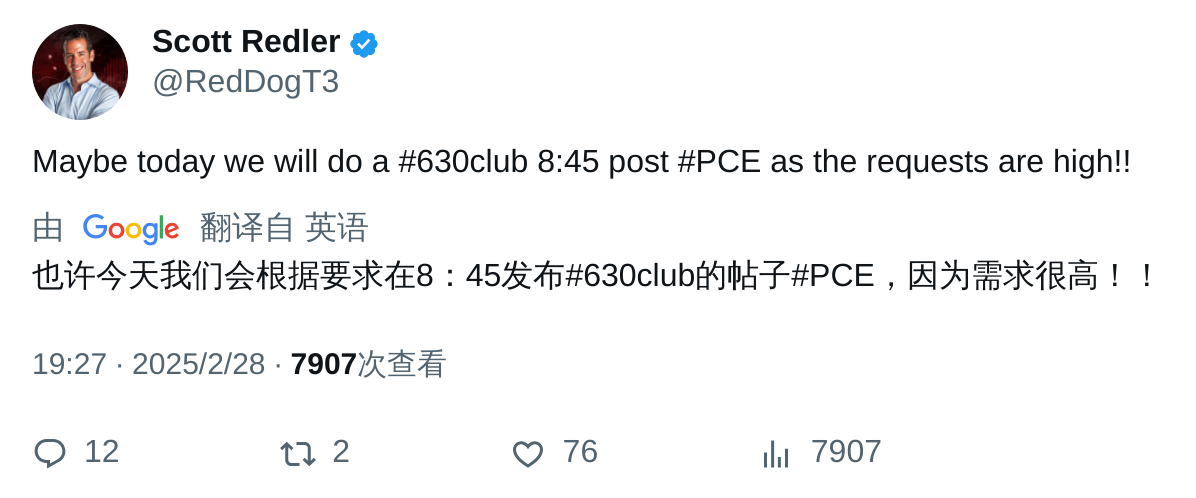 Scott Redler
@RedDogT3
Maybe today we will do a #630club 8:45 post #PCE as the requests are high!!
由 Google 翻译自 英语
也许今天我们会根据要求在8：45发布#630club的帖子#PCE，因为需求很高！！
19:27 · 2025/2/28 · 7907次查看
12 2 76 7907